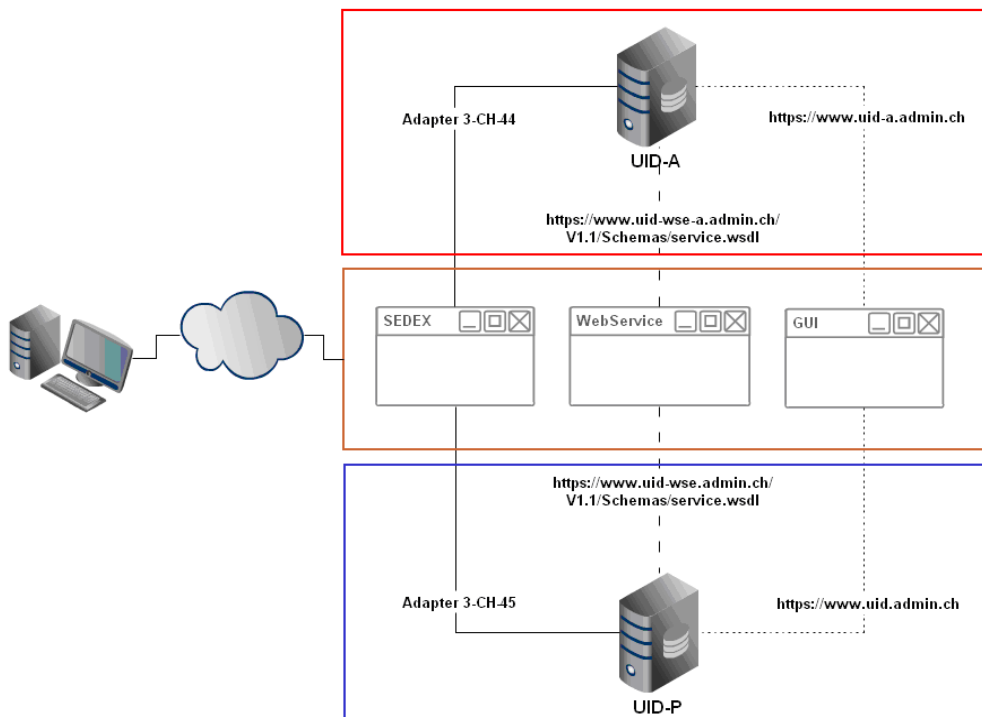 Adapter 3-CH-44
https://www.uid-a.admin.ch
UID-A
https://www.uid-wse-a.admin.ch/
V1.1/Schemas/service.wsdl
SEDEX
WebService
GUI
https://www.uid-wse.admin.ch/
V1.1/Schemas/service.wsdl
Adapter 3-CH-45
https://www.uid.admin.ch
UID-P